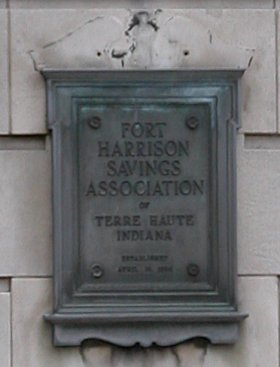 FORT
HARRISON
SAVINGS
ASSOCIATION
OF
TERRE HAUTE
INDIANA
ESTABLISHED
APRIL